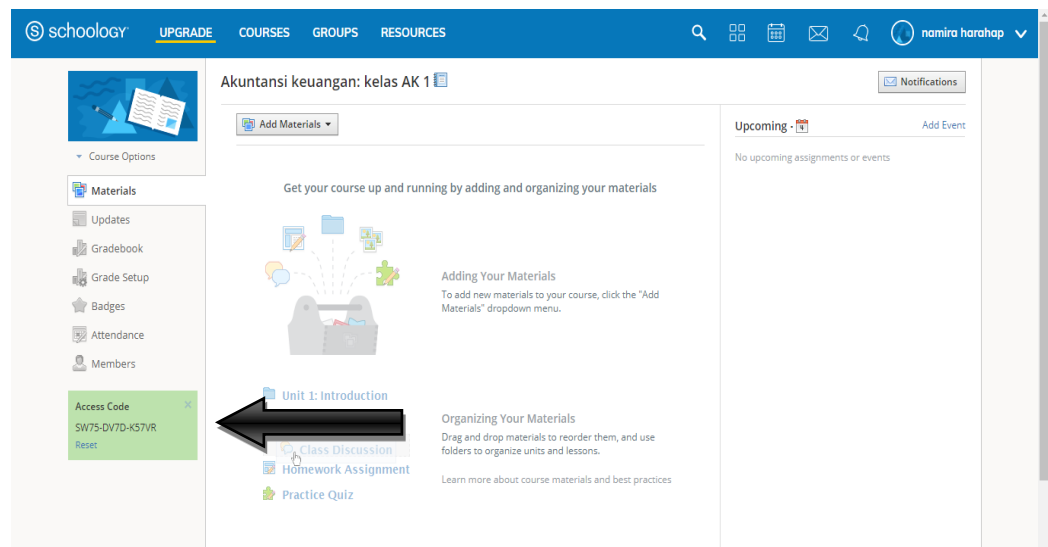 schoology UPGRADE COURSES GROUPS RESOURCES namira harahap
Akuntansi keuangan: kelas AK 1
Notifications
Add Materials
Upcoming ·
Add Event
No upcoming assignments or events
Course Options
Materials
Updates
Gradebook
Grade Setup
Badges
Attendance
Members
Access Code
SW75-DV7D-K57VR
Reset
Get your course up and running by adding and organizing your materials
Adding Your Materials
To add new materials to your course, click the "Add
Materials" dropdown menu.
Unit 1: Introduction
Class Discussion
Homework Assignment
Practice Quiz
Organizing Your Materials
Drag and drop materials to reorder them, and use
folders to organize units and lessons.
Learn more about course materials and best practices